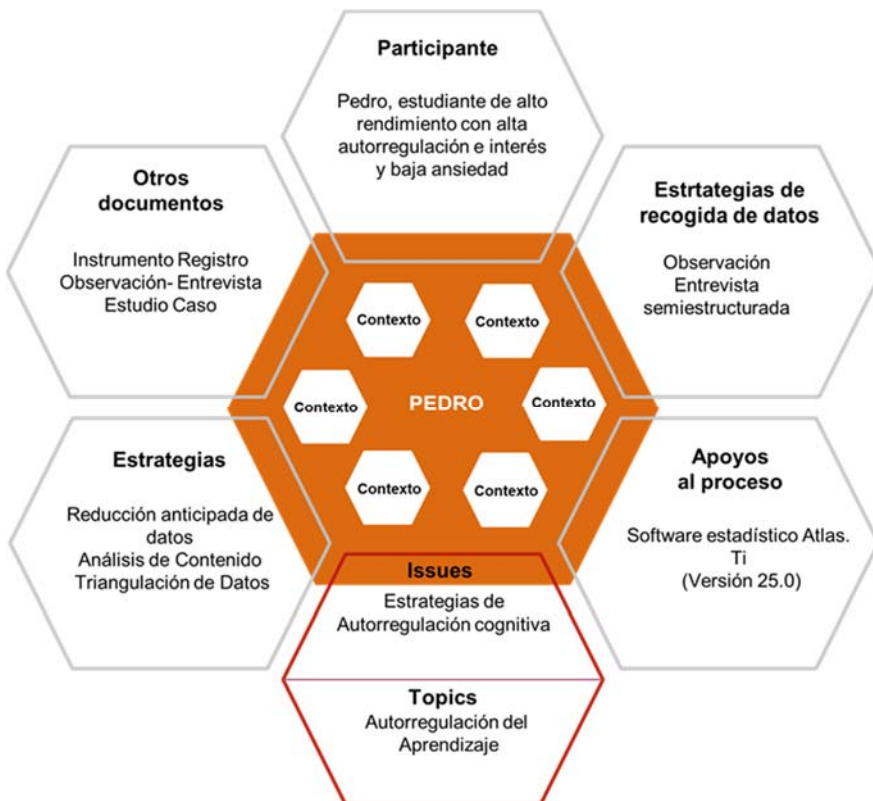 Participante
Pedro, estudiante de alto
rendimiento con alta
autorregulación e interés
y baja ansiedad
Otros
documentos
Instrumento Registro
Observación- Entrevista
Estudio Caso
Estrtategias de
recogida de datos
Observación
Entrevista
semiestructurada
Contexto
Contexto
Contexto
PEDRO
Contexto
Contexto
Contexto
Estrategias
Reducción anticipada de
datos
Análisis de Contenido
Triangulación de Datos
Apoyos
al proceso
Software estadístico Atlas.
Ti
(Versión 25.0)
Issues
Estrategias de
Autorregulación cognitiva
Topics
Autorregulación del
Aprendizaje